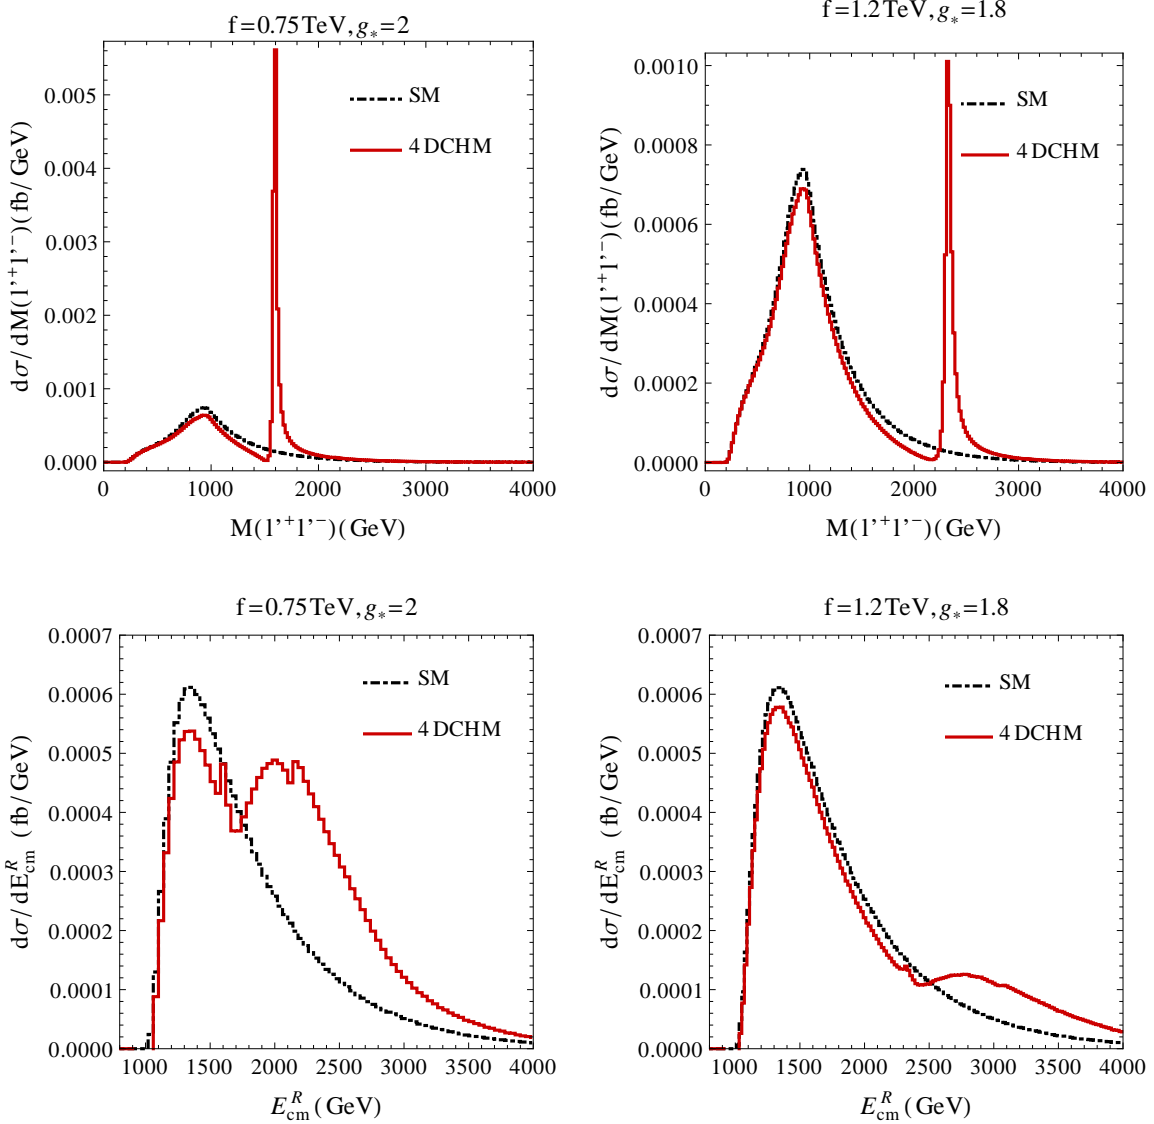 f=0.75TeV,g*=2
SM
4DCHM
0.005
0.004
0.003
0.002
0.001
0.000
0 1000 2000 3000 4000
dσ/dM(l'+l'-)(fb/GeV)
M(l'+l'-)(GeV)
f=1.2TeV,g*=1.8
SM
4DCHM
0.0010
0.0008
0.0006
0.0004
0.0002
0.0000
0 1000 2000 3000 4000
dσ/dM(l'+l'-)(fb/GeV)
M(l'+l'-)(GeV)
f=0.75TeV,g*=2
SM
4DCHM
0.0007
0.0006
0.0005
0.0004
0.0003
0.0002
0.0001
0.0000
1000 1500 2000 2500 3000 3500 4000
dσ/dE_cm^R (fb/GeV)
E_cm^R(GeV)
f=1.2TeV,g*=1.8
SM
4DCHM
0.0007
0.0006
0.0005
0.0004
0.0003
0.0002
0.0001
0.0000
1000 1500 2000 2500 3000 3500 4000
dσ/dE_cm^R (fb/GeV)
E_cm^R(GeV)